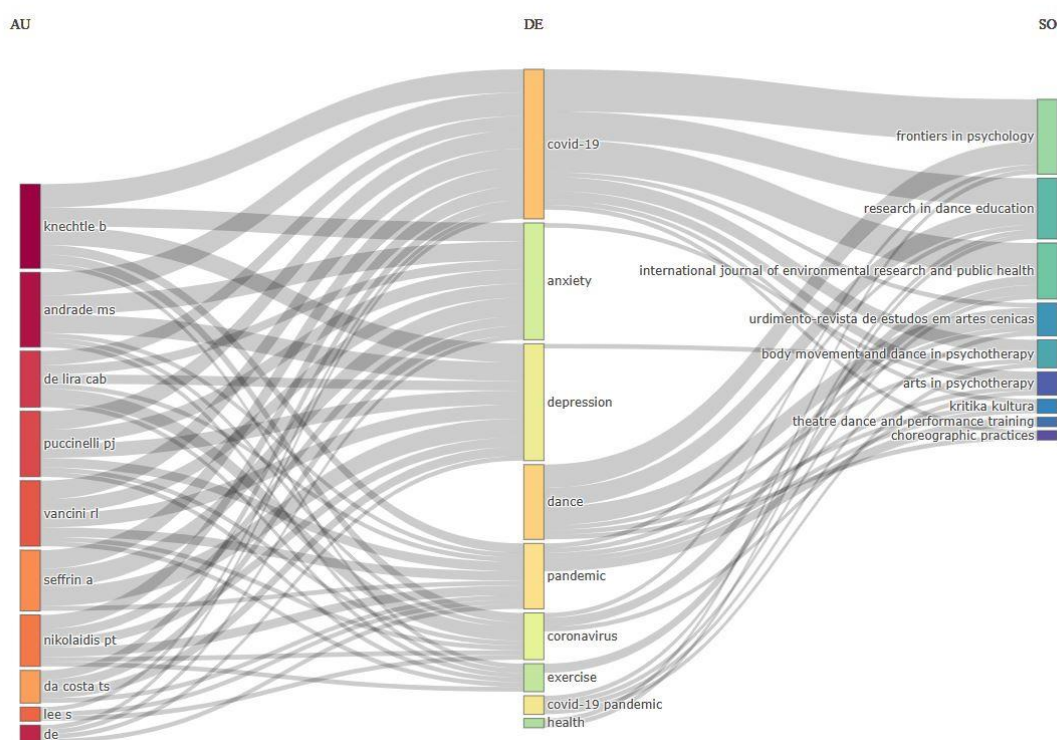 AU
DE
SO
knechtle b
andrade ms
de lira cab
puccinelli pj
vancini rl
seffrin a
nikolaidis pt
da costa ts
lee s
de
covid-19
anxiety
depression
dance
pandemic
coronavirus
exercise
covid-19 pandemic
health
frontiers in psychology
research in dance education
international journal of environmental research and public health
urdimento-revista de estudos em artes cenicas
body movement and dance in psychotherapy
arts in psychotherapy
kritika kultura
theatre dance and performance training
choreographic practices